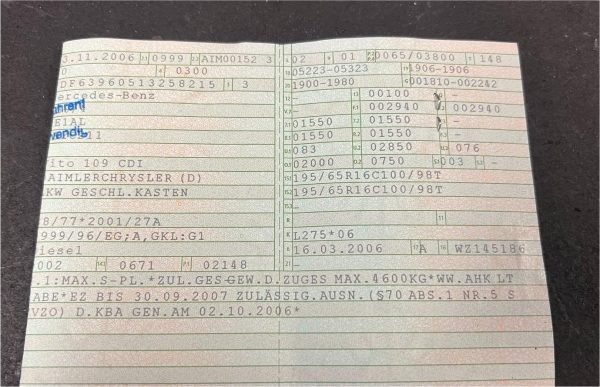 3.11.2006 0999 AIM00152 3 02 01 0065/03800 148
0 0300 05223-05323 1906-1906
DF63960513258215 3 1900-1980 001810-002242
ercedes-Benz – 00100 –
ührerl – 002940 002940
E1AL 01550 01550 –
wendi 11 01550 01550 –
083 02850 076
ito 109 CDI 02000 0750 003 –
AIMLERCHRYSLER (D) 195/65R16C100/98T
KW GESCHL.KASTEN 195/65R16C100/98T
–
8/77*2001/27A –
999/96/EG;A,GKL:G1 L275*06
iesel 16.03.2006 A WZ145186
002 0671 02148 –
.1:MAX.S-PL.*ZUL.GES-GEW.D.ZUGES MAX.4600KG*WW.AHK LT
ABE*EZ BIS 30.09.2007 ZULÄSSIG.AUSN.(§70 ABS.1 NR.5 S
VZO) D.KBA GEN.AM 02.10.2006*